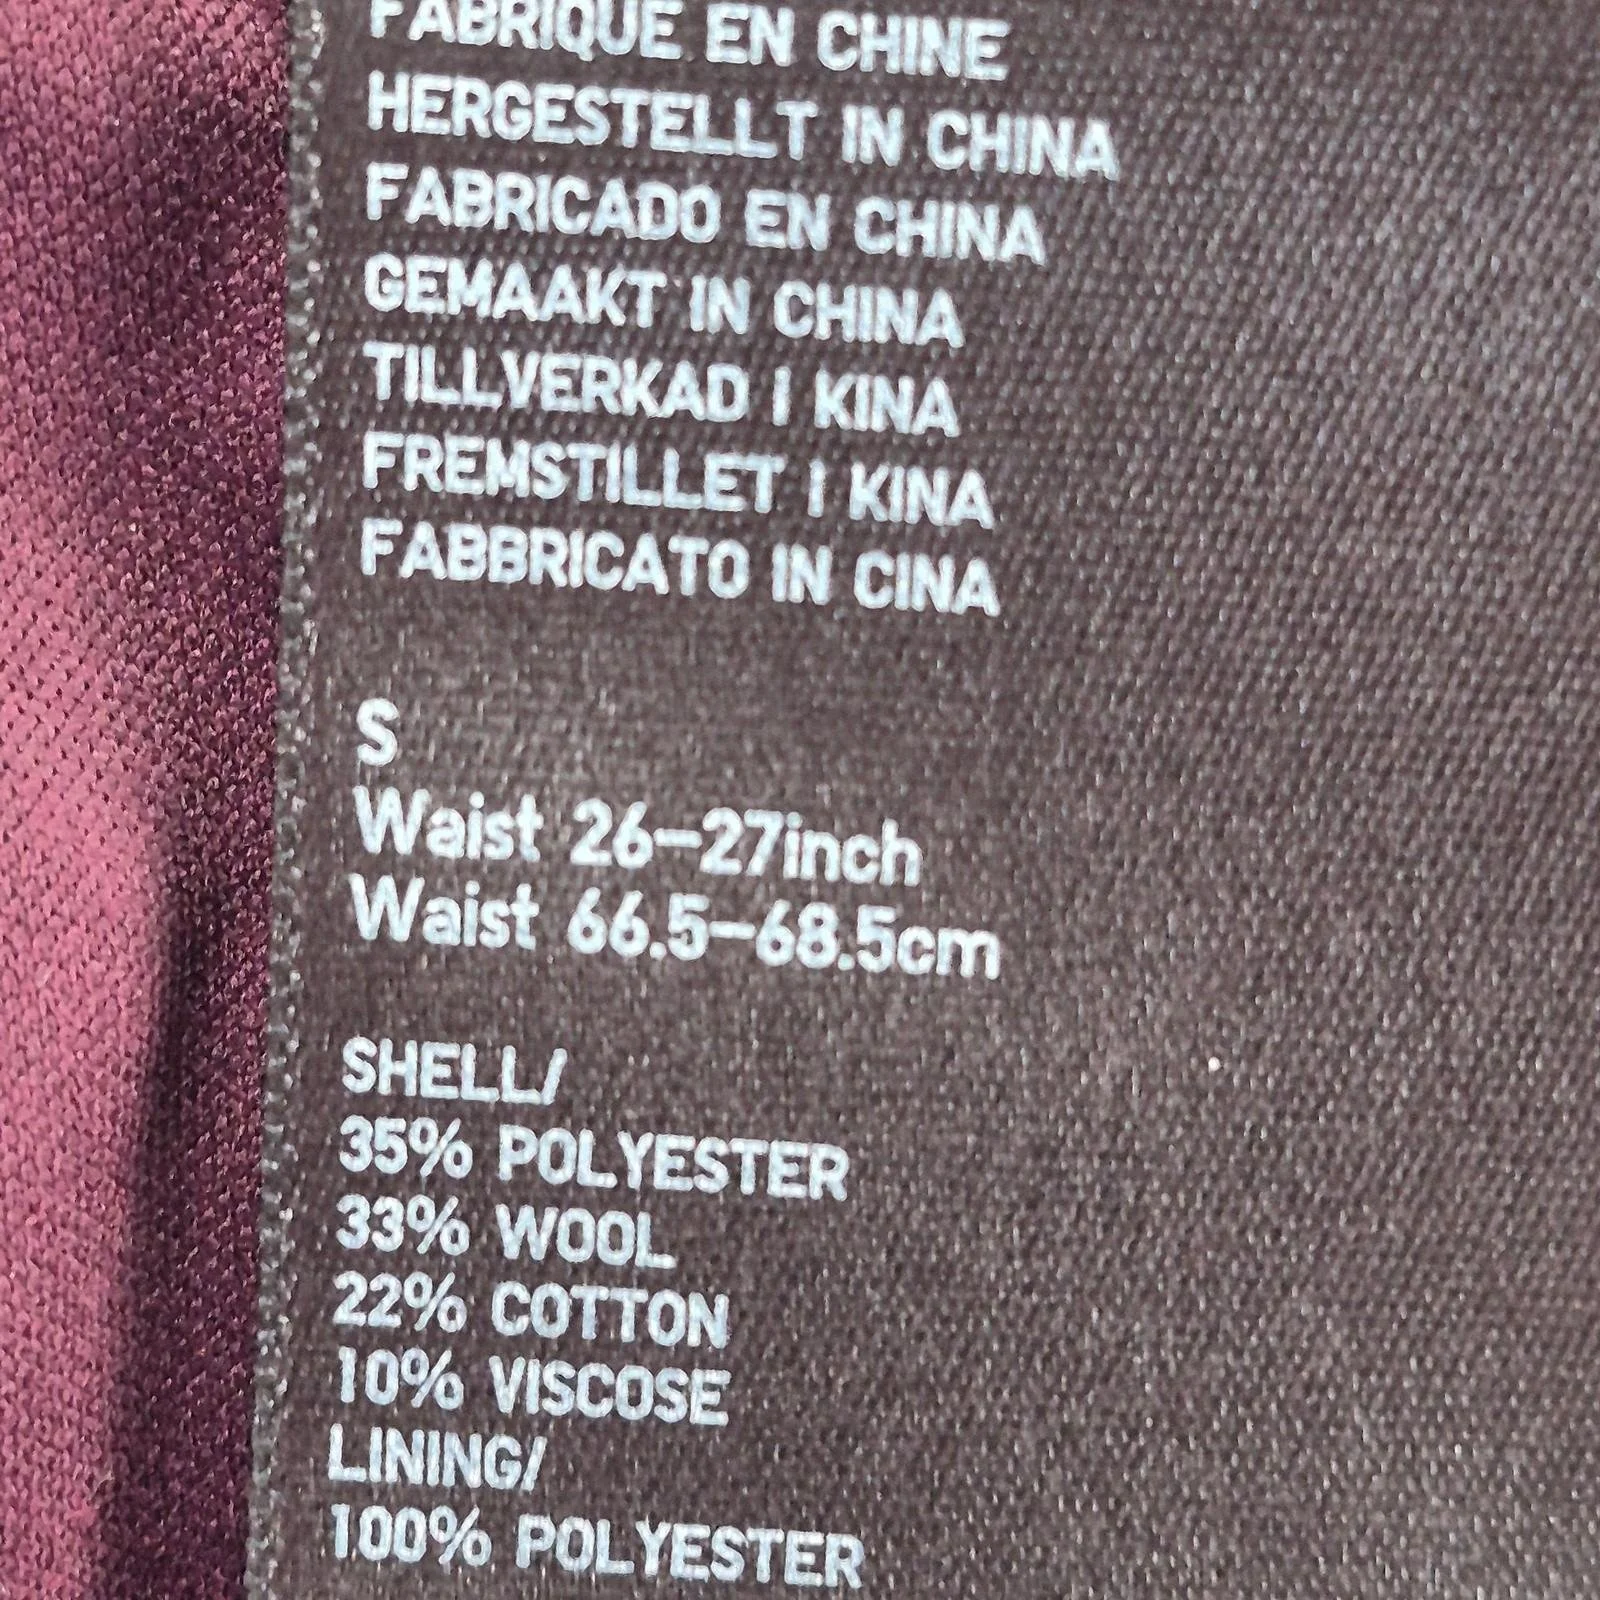 FABRIQUE EN CHINE
HERGESTELLT IN CHINA
FABRICADO EN CHINA
GEMAAKT IN CHINA
TILLVERKAD I KINA
FREMSTILLET I KINA
FABBRICATO IN CINA
S
Waist 26–27inch
Waist 66.5–68.5cm
SHELL/
35% POLYESTER
33% WOOL
22% COTTON
10% VISCOSE
LINING/
100% POLYESTER